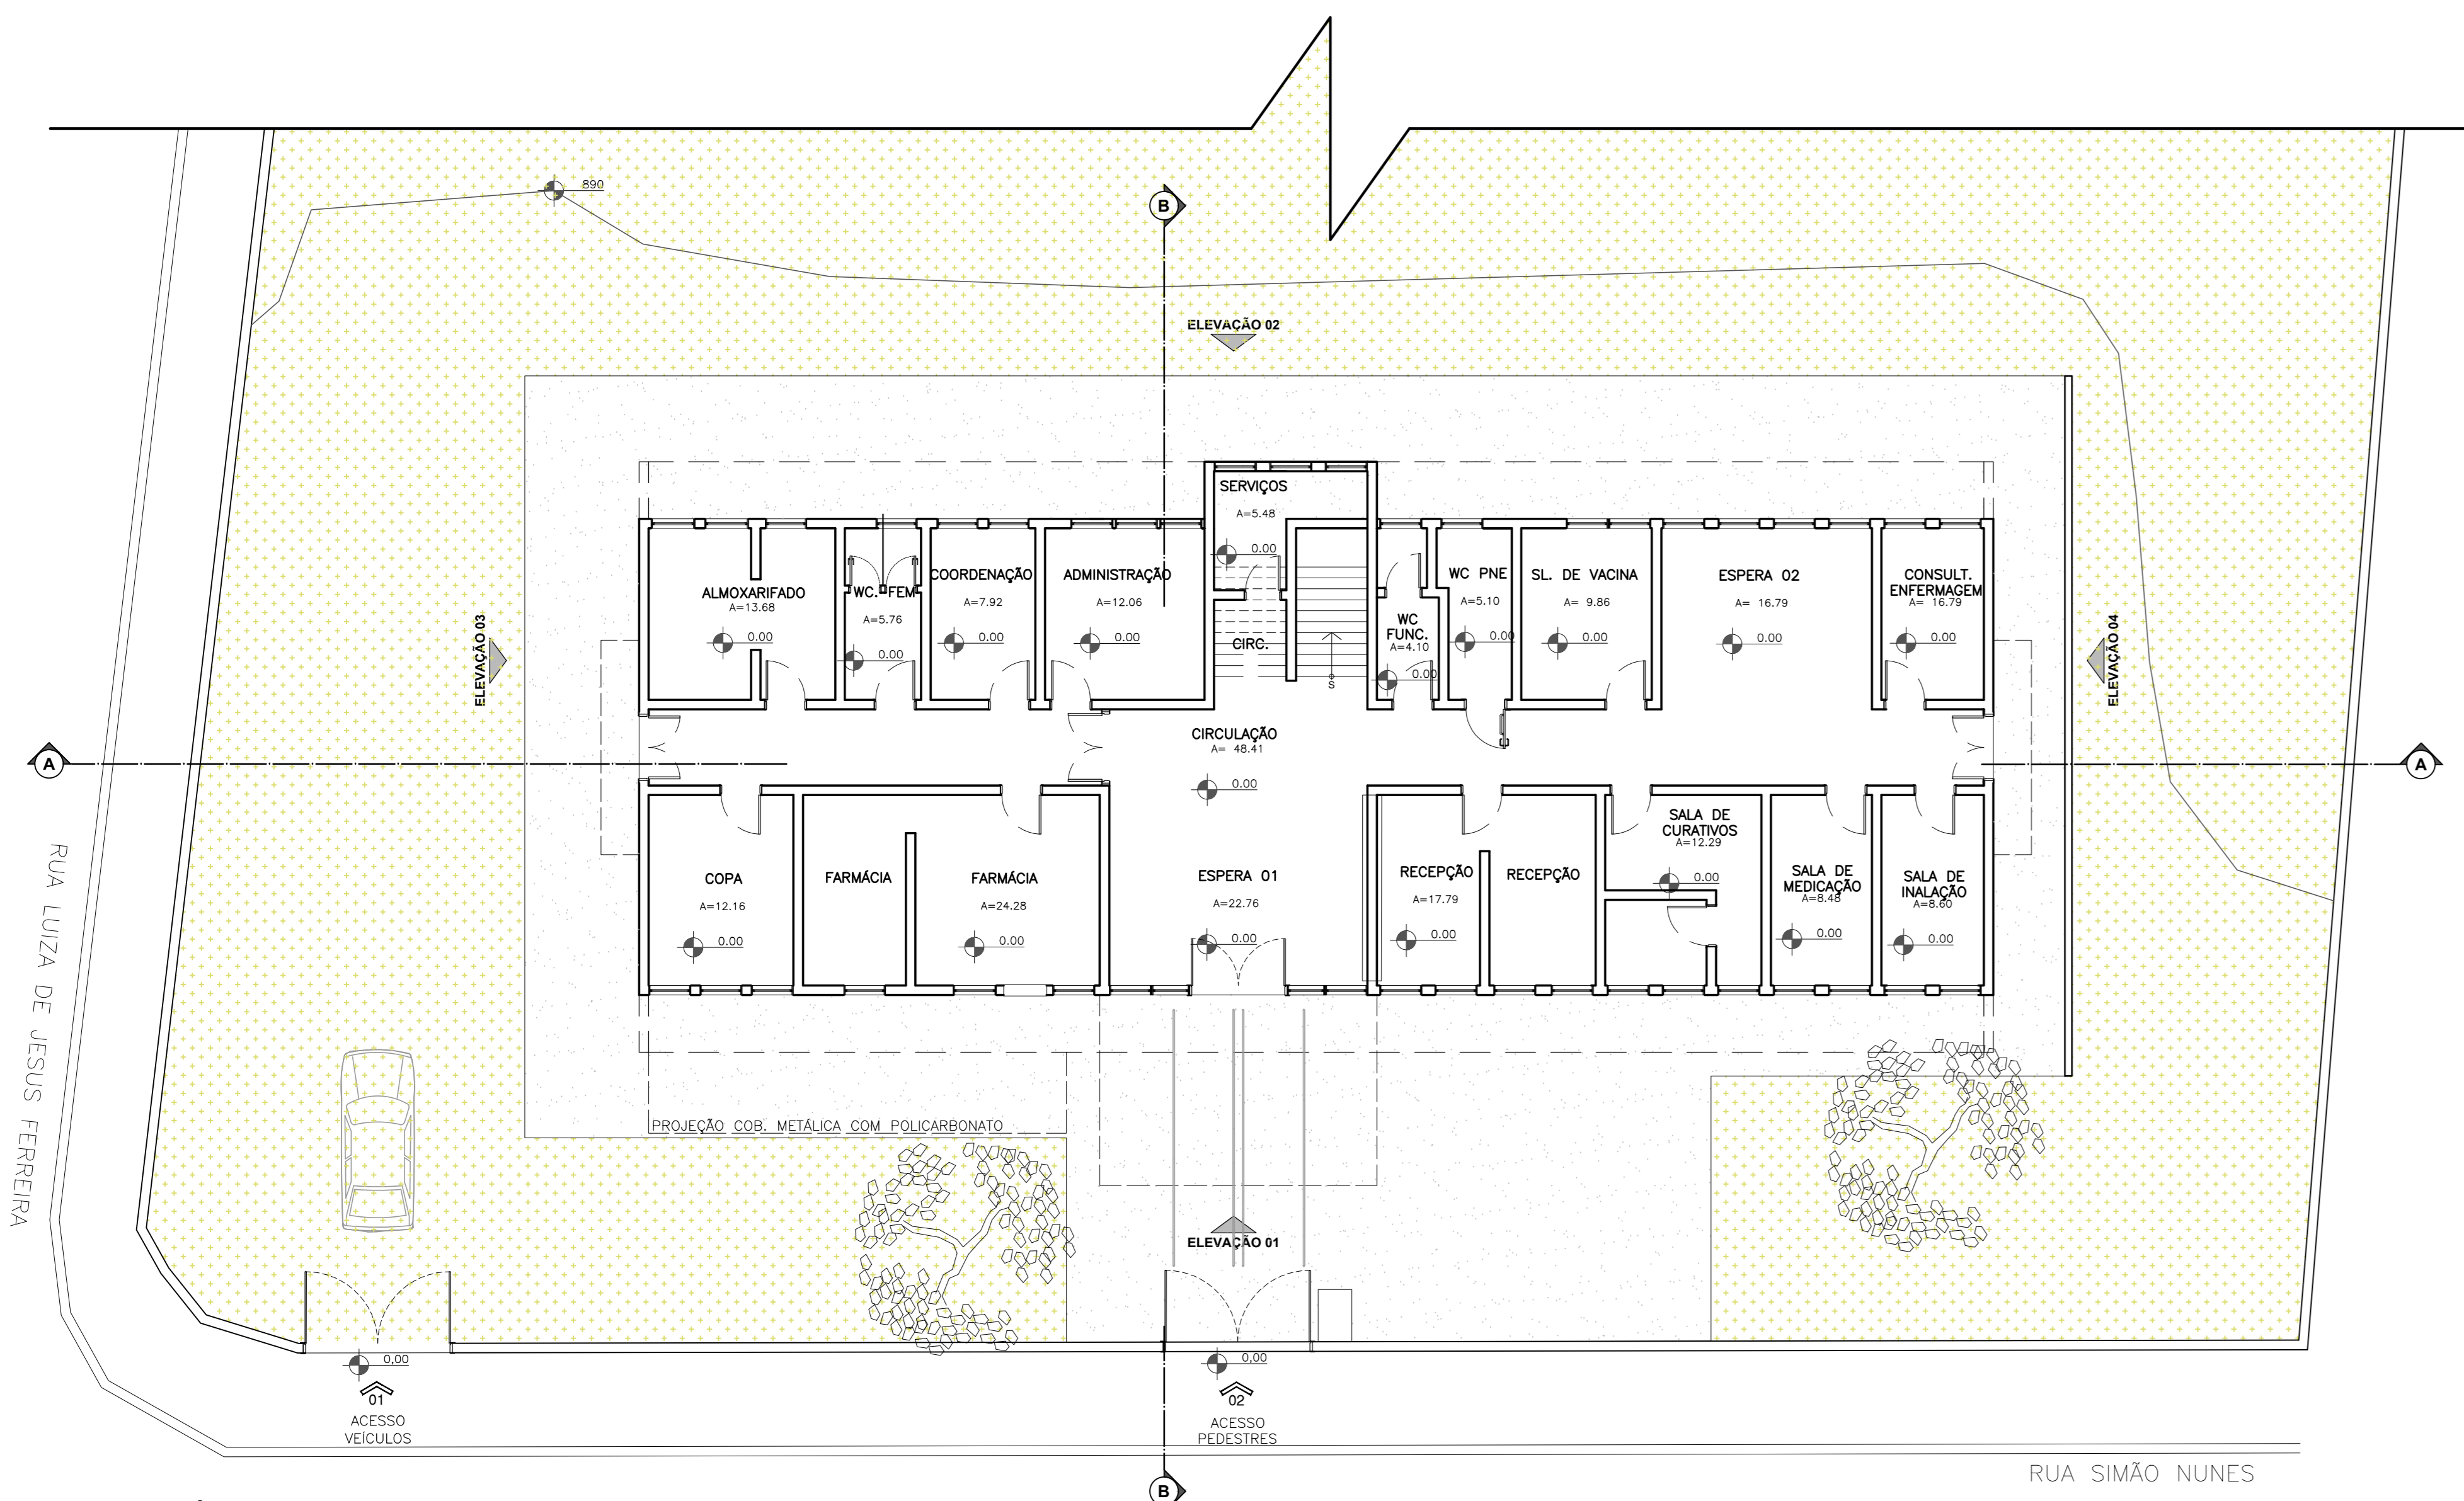 890
B
ELEVAÇÃO 02
SERVIÇOS
A=5.48
0.00
ALMOXARIFADO
A=13.68
0.00
WC. FEM
A=5.76
0.00
COORDENAÇÃO
A=7.92
0.00
ADMINISTRAÇÃO
A=12.06
0.00
CIRC.
S
WC
FUNC.
A=4.10
0.00
WC PNE
A=5.10
0.00
SL. DE VACINA
A= 9.86
0.00
ESPERA 02
A= 16.79
0.00
CONSULT.
ENFERMAGEM
A= 16.79
0.00
ELEVAÇÃO 03
ELEVAÇÃO 04
A
CIRCULAÇÃO
A= 48.41
0.00
A
COPA
A=12.16
0.00
FARMÁCIA
FARMÁCIA
A=24.28
0.00
ESPERA 01
A=22.76
0.00
RECEPÇÃO
A=17.79
0.00
RECEPÇÃO
SALA DE
CURATIVOS
A=12.29
0.00
SALA DE
MEDICAÇÃO
A=8.48
0.00
SALA DE
INALAÇÃO
A=8.60
0.00
RUA LUIZA DE JESUS FERREIRA
PROJEÇÃO COB. METÁLICA COM POLICARBONATO
ELEVAÇÃO 01
0,00
01
ACESSO
VEÍCULOS
0,00
02
ACESSO
PEDESTRES
RUA SIMÃO NUNES
B